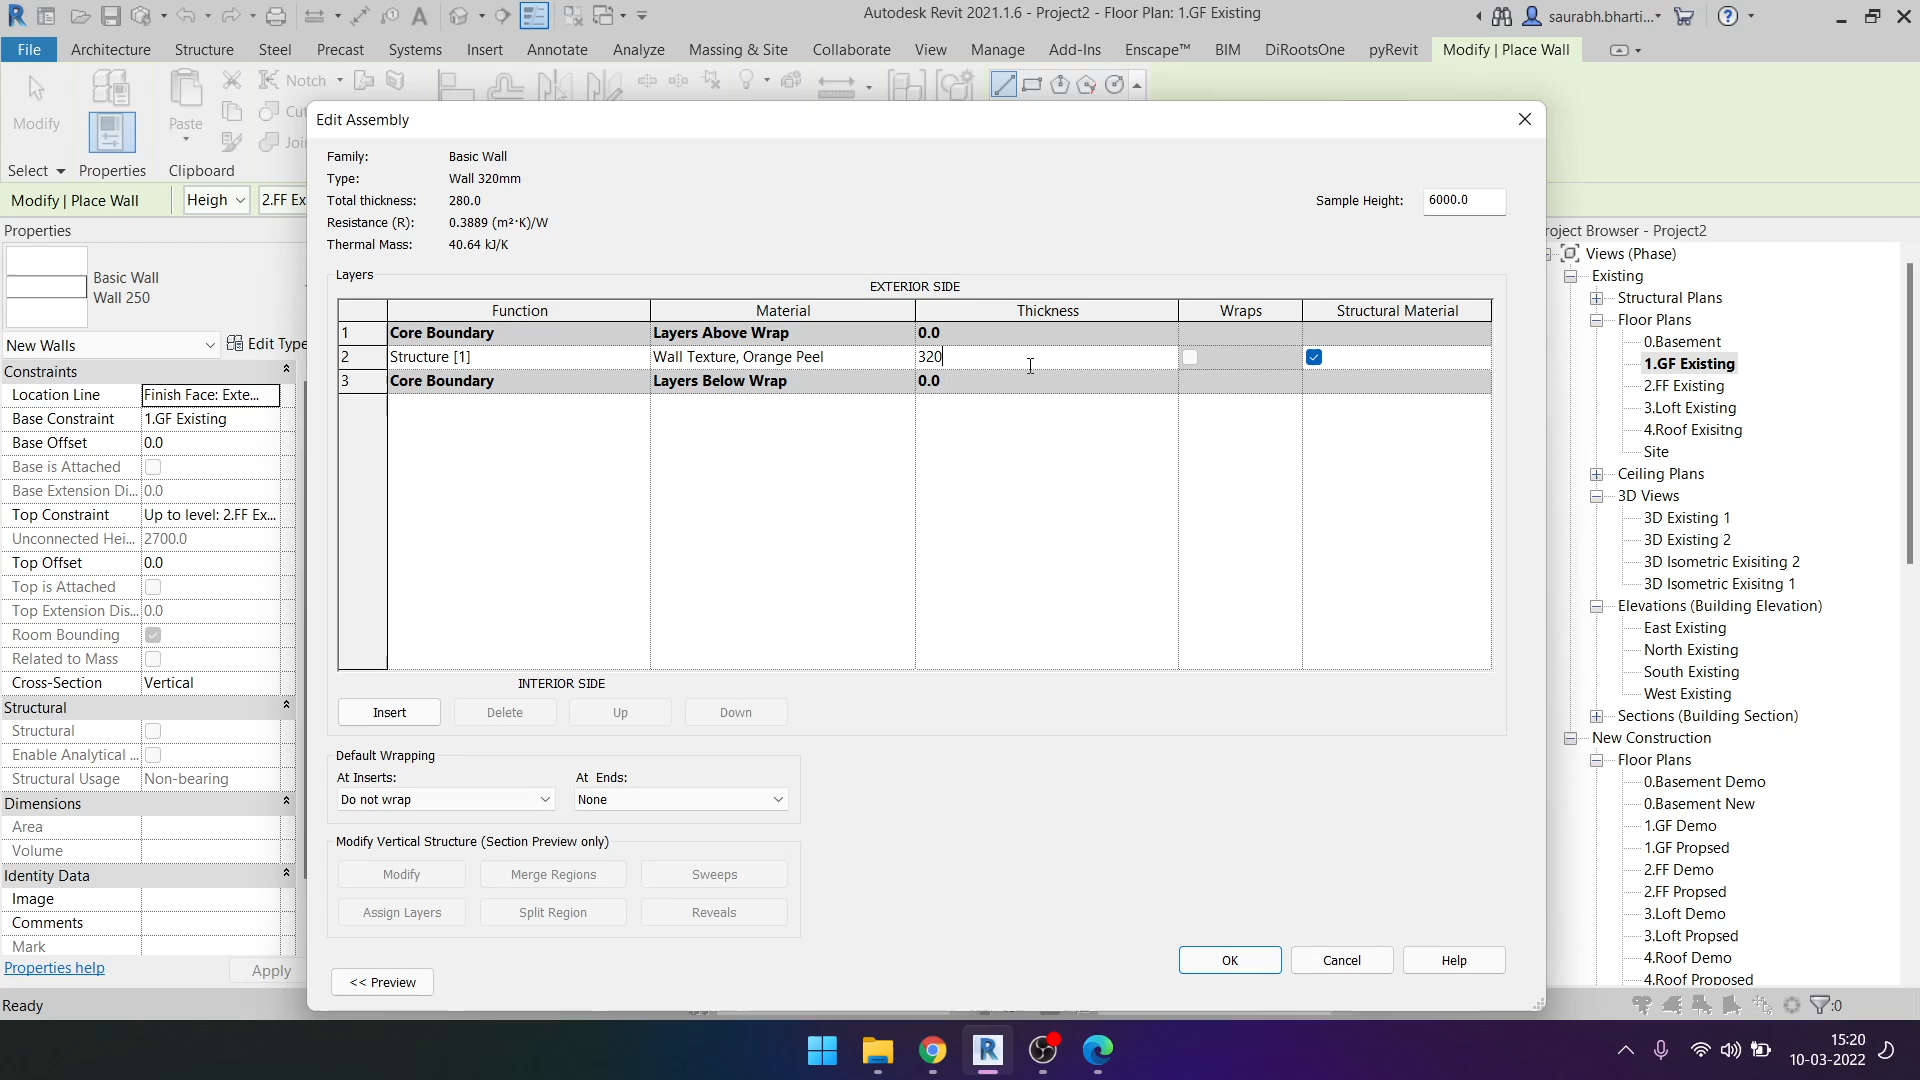 Autodesk Revit 2021.1.6 - Project2 - Floor Plan: 1.GF Existing
saurabh.bharti...
File Architecture Structure Steel Precast Systems Insert Annotate Analyze Massing & Site Collaborate View Manage Add-Ins Enscape™ BIM DiRootsOne pyRevit Modify | Place Wall
Modify
Paste
Notch
Cu
Joi
Select Properties Clipboard
Modify | Place Wall Heigh 2.FF Ex
Edit Assembly
Family: Basic Wall
Type: Wall 320mm
Total thickness: 280.0
Resistance (R): 0.3889 (m²·K)/W
Thermal Mass: 40.64 kJ/K
Sample Height: 6000.0
Layers
EXTERIOR SIDE
Function Material Thickness Wraps Structural Material
1 Core Boundary Layers Above Wrap 0.0
2 Structure [1] Wall Texture, Orange Peel 320
3 Core Boundary Layers Below Wrap 0.0
INTERIOR SIDE
Insert Delete Up Down
Default Wrapping
At Inserts: At Ends:
Do not wrap None
Modify Vertical Structure (Section Preview only)
Modify Merge Regions Sweeps
Assign Layers Split Region Reveals
OK Cancel Help
<< Preview
Properties
Basic Wall
Wall 250
New Walls Edit Type
Constraints
Location Line Finish Face: Exte...
Base Constraint 1.GF Existing
Base Offset 0.0
Base is Attached
Base Extension Di... 0.0
Top Constraint Up to level: 2.FF Ex...
Unconnected Hei... 2700.0
Top Offset 0.0
Top is Attached
Top Extension Dis... 0.0
Room Bounding
Related to Mass
Cross-Section Vertical
Structural
Structural
Enable Analytical ...
Structural Usage Non-bearing
Dimensions
Area
Volume
Identity Data
Image
Comments
Mark
Properties help Apply
Ready
roject Browser - Project2
Views (Phase)
Existing
Structural Plans
Floor Plans
0.Basement
1.GF Existing
2.FF Existing
3.Loft Existing
4.Roof Exisitng
Site
Ceiling Plans
3D Views
3D Existing 1
3D Existing 2
3D Isometric Exisiting 2
3D Isometric Exisitng 1
Elevations (Building Elevation)
East Existing
North Existing
South Existing
West Existing
Sections (Building Section)
New Construction
Floor Plans
0.Basement Demo
0.Basement New
1.GF Demo
1.GF Propsed
2.FF Demo
2.FF Propsed
3.Loft Demo
3.Loft Propsed
4.Roof Demo
4.Roof Proposed
:0
15:20
10-03-2022